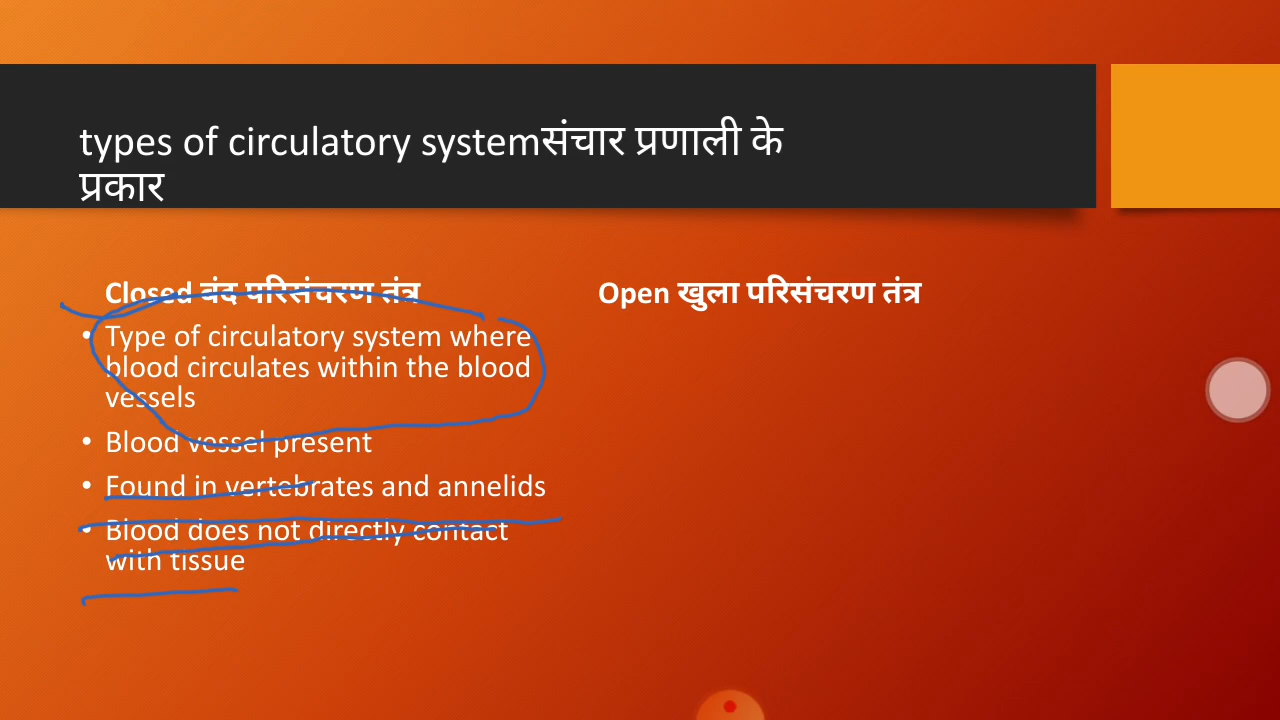 types of circulatory systemसंचार प्रणाली के
प्रकार
Closed बंद परिसंचरण तंत्र
• Type of circulatory system where
blood circulates within the blood
vessels
• Blood vessel present
• Found in vertebrates and annelids
• Blood does not directly contact
with tissue
Open खुला परिसंचरण तंत्र